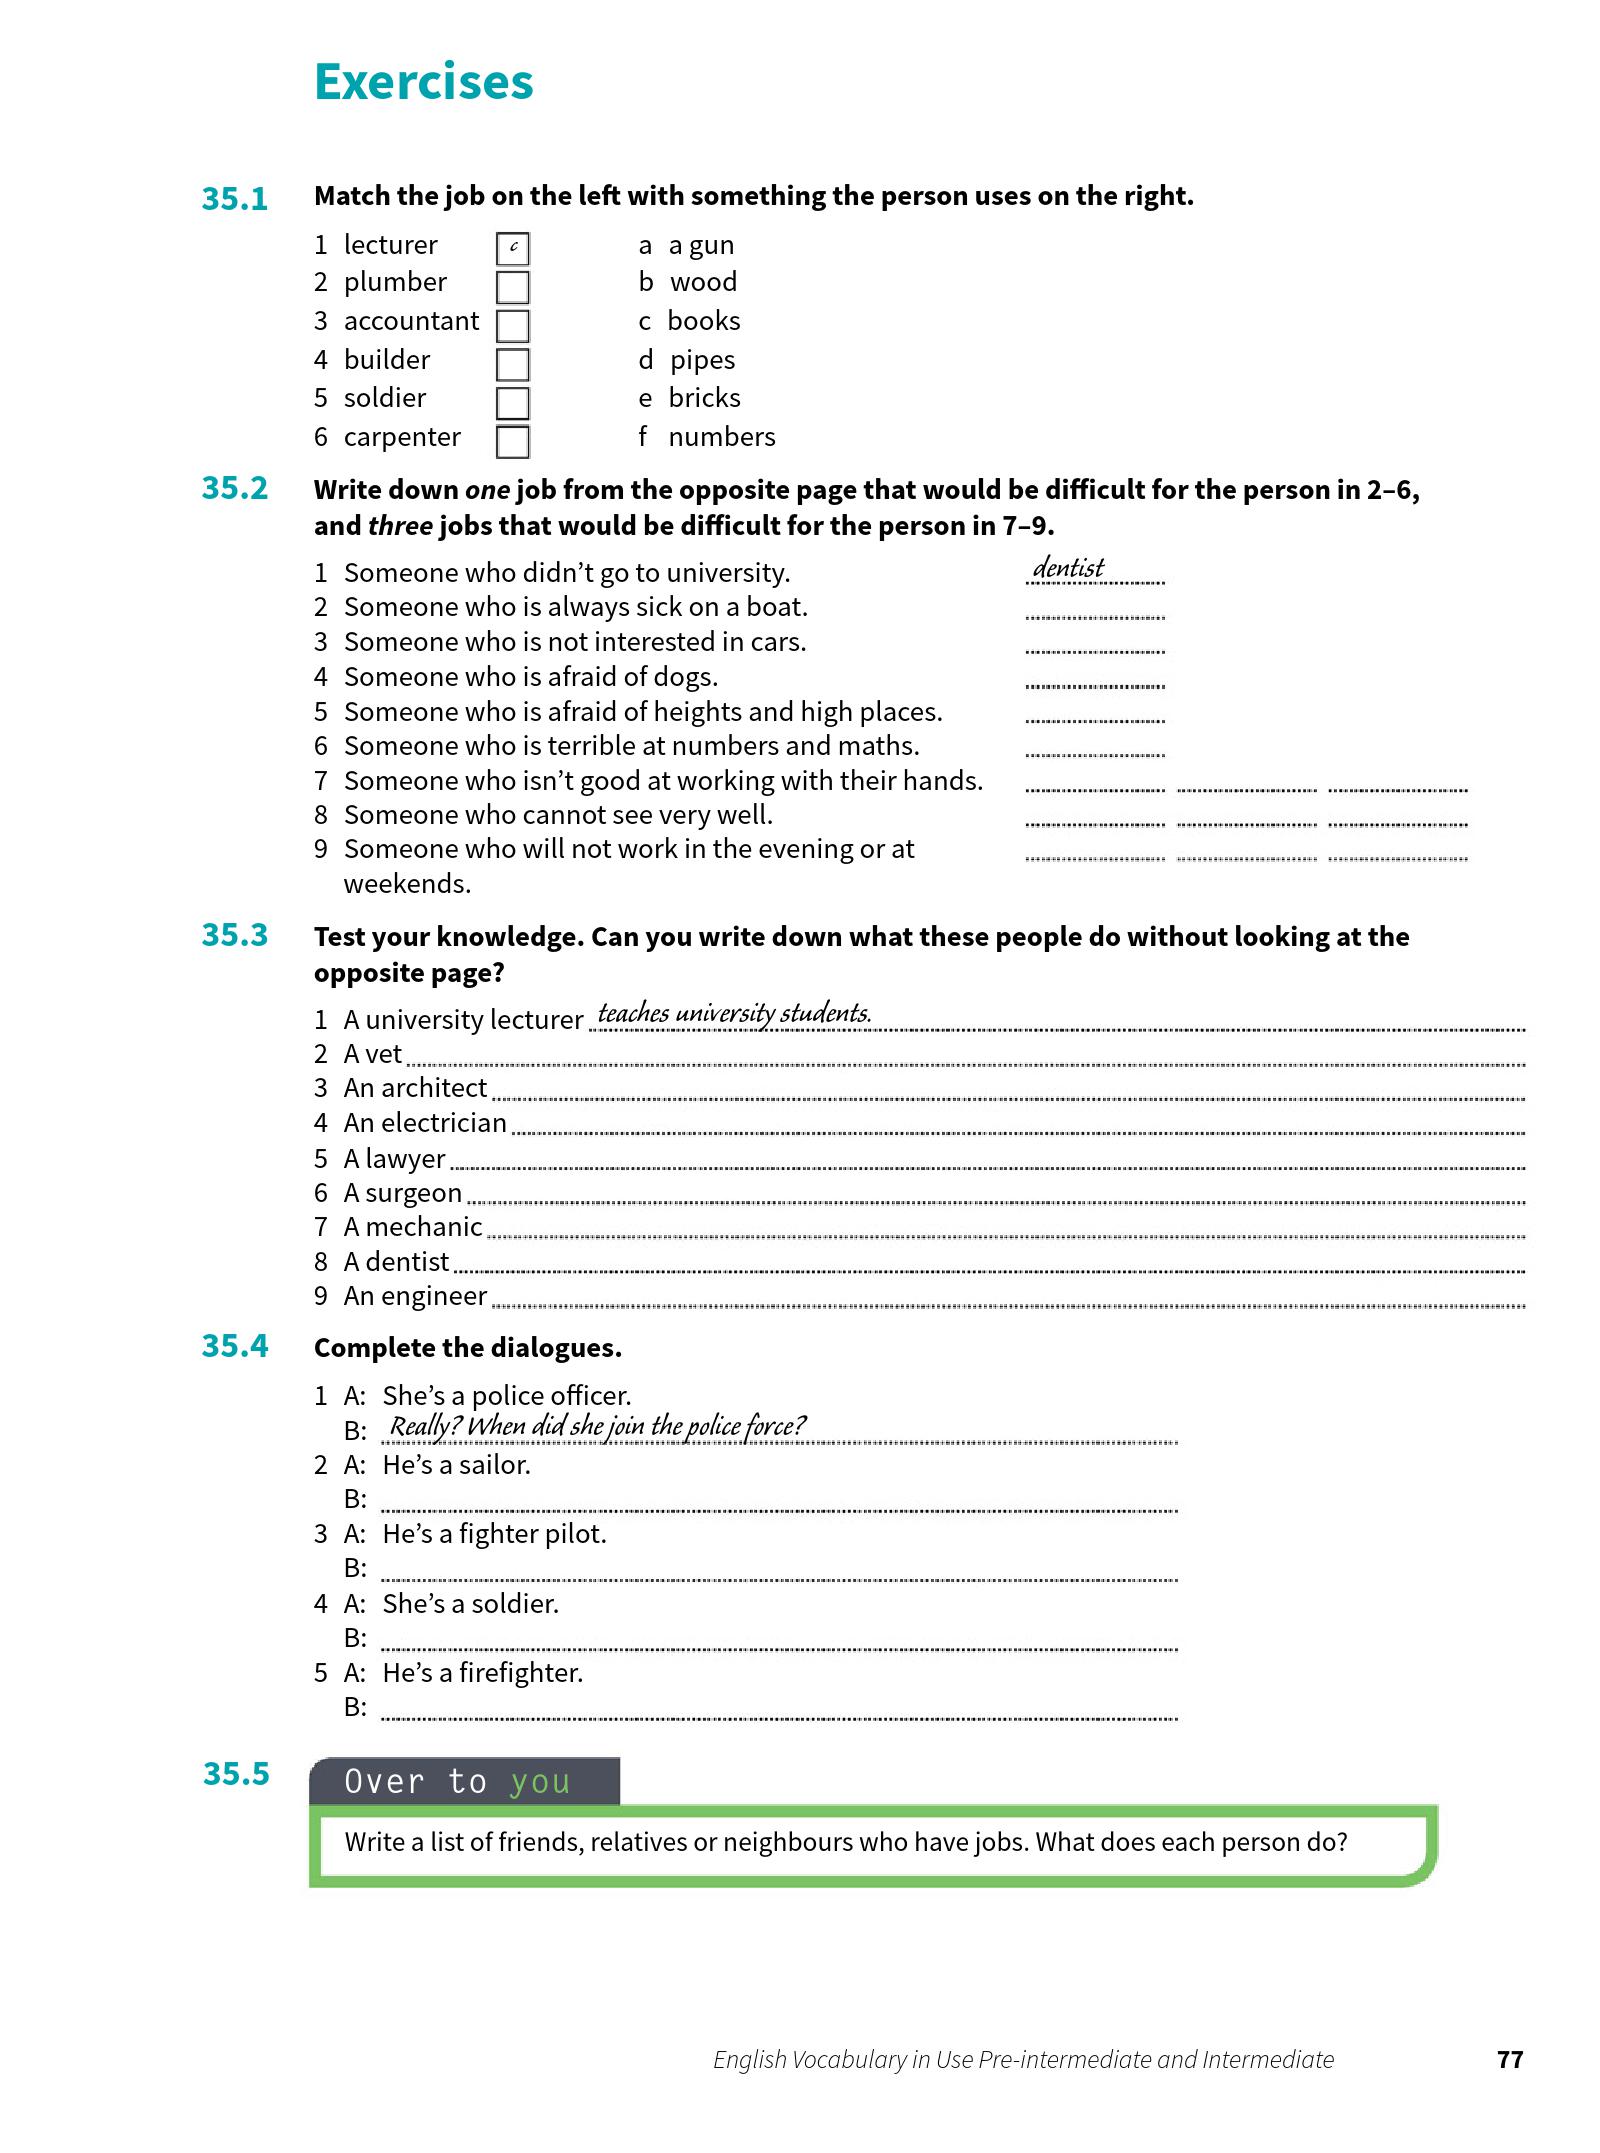 Exercises
35.1 Match the job on the left with something the person uses on the right.
1 lecturer c a a gun
2 plumber b wood
3 accountant c books
4 builder d pipes
5 soldier e bricks
6 carpenter f numbers
35.2 Write down one job from the opposite page that would be difficult for the person in 2–6,
and three jobs that would be difficult for the person in 7–9.
1 Someone who didn’t go to university. dentist
2 Someone who is always sick on a boat.
3 Someone who is not interested in cars.
4 Someone who is afraid of dogs.
5 Someone who is afraid of heights and high places.
6 Someone who is terrible at numbers and maths.
7 Someone who isn’t good at working with their hands.
8 Someone who cannot see very well.
9 Someone who will not work in the evening or at
weekends.
35.3 Test your knowledge. Can you write down what these people do without looking at the
opposite page?
1 A university lecturer teaches university students.
2 A vet
3 An architect
4 An electrician
5 A lawyer
6 A surgeon
7 A mechanic
8 A dentist
9 An engineer
35.4 Complete the dialogues.
1 A: She’s a police officer.
B: Really? When did she join the police force?
2 A: He’s a sailor.
B:
3 A: He’s a fighter pilot.
B:
4 A: She’s a soldier.
B:
5 A: He’s a firefighter.
B:
35.5 Over to you
Write a list of friends, relatives or neighbours who have jobs. What does each person do?
English Vocabulary in Use Pre-intermediate and Intermediate 77